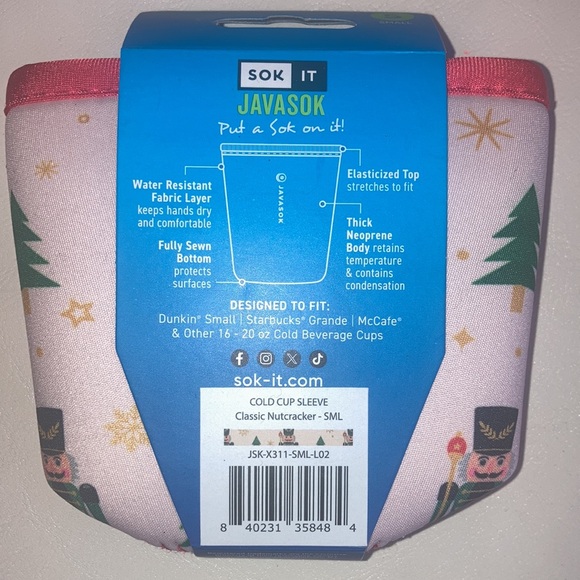 SMALL
SOK IT
JAVASOK
Put a Sok on it!
Water Resistant
Fabric Layer
keeps hands dry
and comfortable
Fully Sewn
Bottom
protects
surfaces
JAVASOK
Elasticized Top
stretches to fit
Thick
Neoprene
Body retains
temperature
& contains
condensation
DESIGNED TO FIT:
Dunkin® Small | Starbucks® Grande | McCafe®
& Other 16 - 20 oz Cold Beverage Cups
sok-it.com
COLD CUP SLEEVE
Classic Nutcracker - SML
JSK-X311-SML-L02
8 40231 35848 4